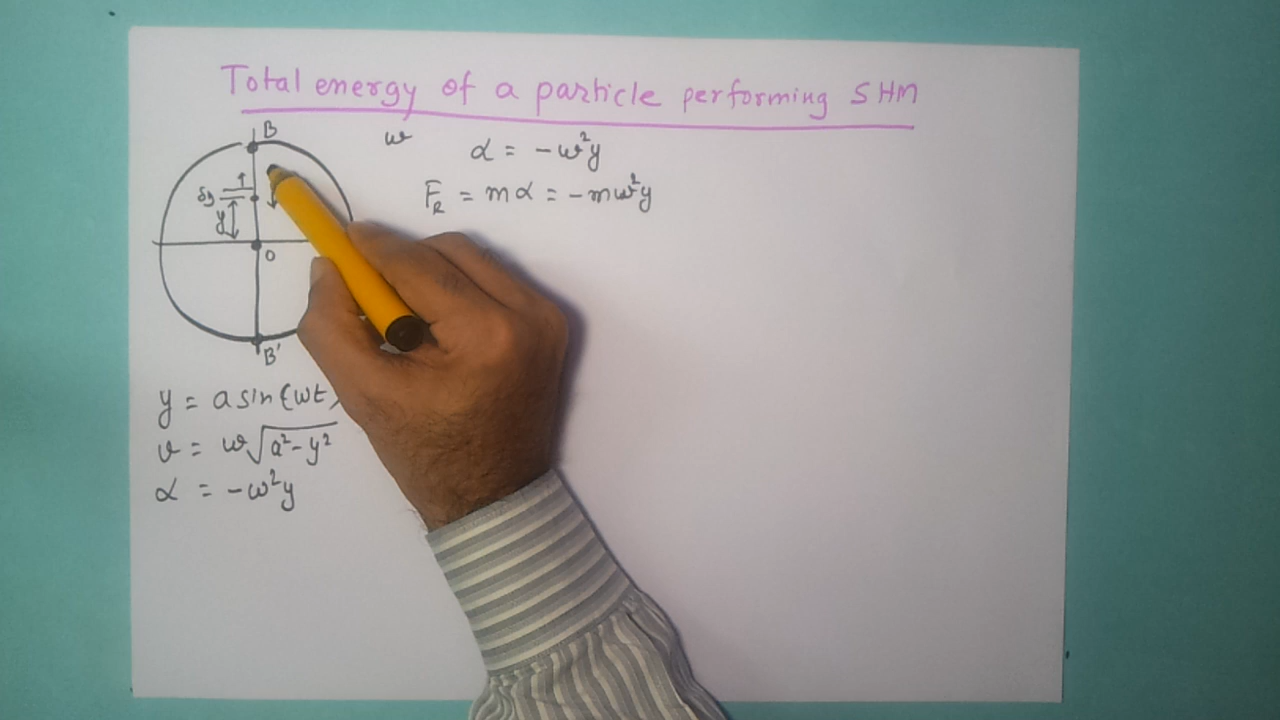 Total energy of a particle performing SHM
B
w
α = -ω²y
δy
y
F_R = mα = -mω²y
O
B'
y = a sin(ωt)
v = ω√a²-y²
α = -ω²y